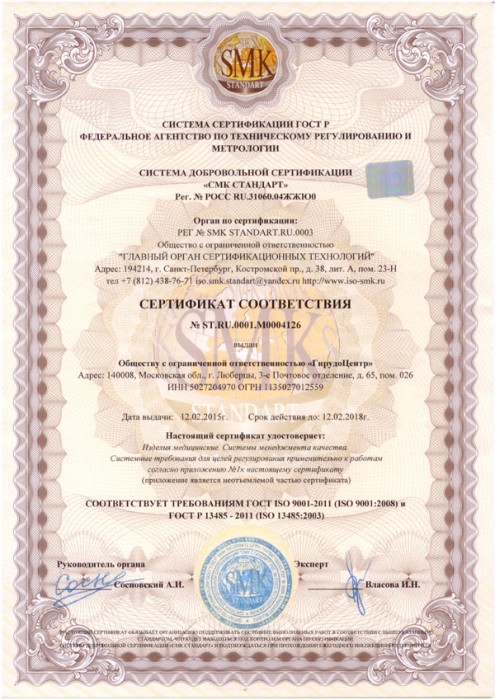 SMK
STANDART
СИСТЕМА СЕРТИФИКАЦИИ ГОСТ Р
ФЕДЕРАЛЬНОЕ АГЕНТСТВО ПО ТЕХНИЧЕСКОМУ РЕГУЛИРОВАНИЮ И
МЕТРОЛОГИИ
СИСТЕМА ДОБРОВОЛЬНОЙ СЕРТИФИКАЦИИ
«СМК СТАНДАРТ»
Рег. № РОСС RU.31060.04ЖЖЮ0
Орган по сертификации:
РЕГ № SMK STANDART.RU.0003
Общество с ограниченной ответственностью
"ГЛАВНЫЙ ОРГАН СЕРТИФИКАЦИОННЫХ ТЕХНОЛОГИЙ"
Адрес: 194214, г. Санкт-Петербург, Костромской пр., д. 38, лит. А, пом. 23-Н
тел +7 (812) 438-76-71 iso.smk.standart@yandex.ru http://www.iso-smk.ru
СЕРТИФИКАТ СООТВЕТСТВИЯ
№ ST.RU.0001.M0004126
выдан
Обществу с ограниченной ответственностью «ГирудоЦентр»
Адрес: 140008, Московская обл., г. Люберцы, 3-е Почтовое отделение, д. 65, пом. 026
ИНН 5027204970 ОГРН 1135027012559
Дата выдачи: 12.02.2015г. Срок действия до: 12.02.2018г.
Настоящий сертификат удостоверяет:
Изделия медицинские. Системы менеджмента качества.
Системные требования для целей регулирования применительно к работам
согласно приложению №1к настоящему сертификату
(приложение является неотъемлемой частью сертификата)
СООТВЕТСТВУЕТ ТРЕБОВАНИЯМ ГОСТ ISO 9001-2011 (ISO 9001:2008) и
ГОСТ Р 13485 - 2011 (ISO 13485:2003)
Руководитель органа Эксперт
Сосновский А.И. Власова И.Н.
SMK